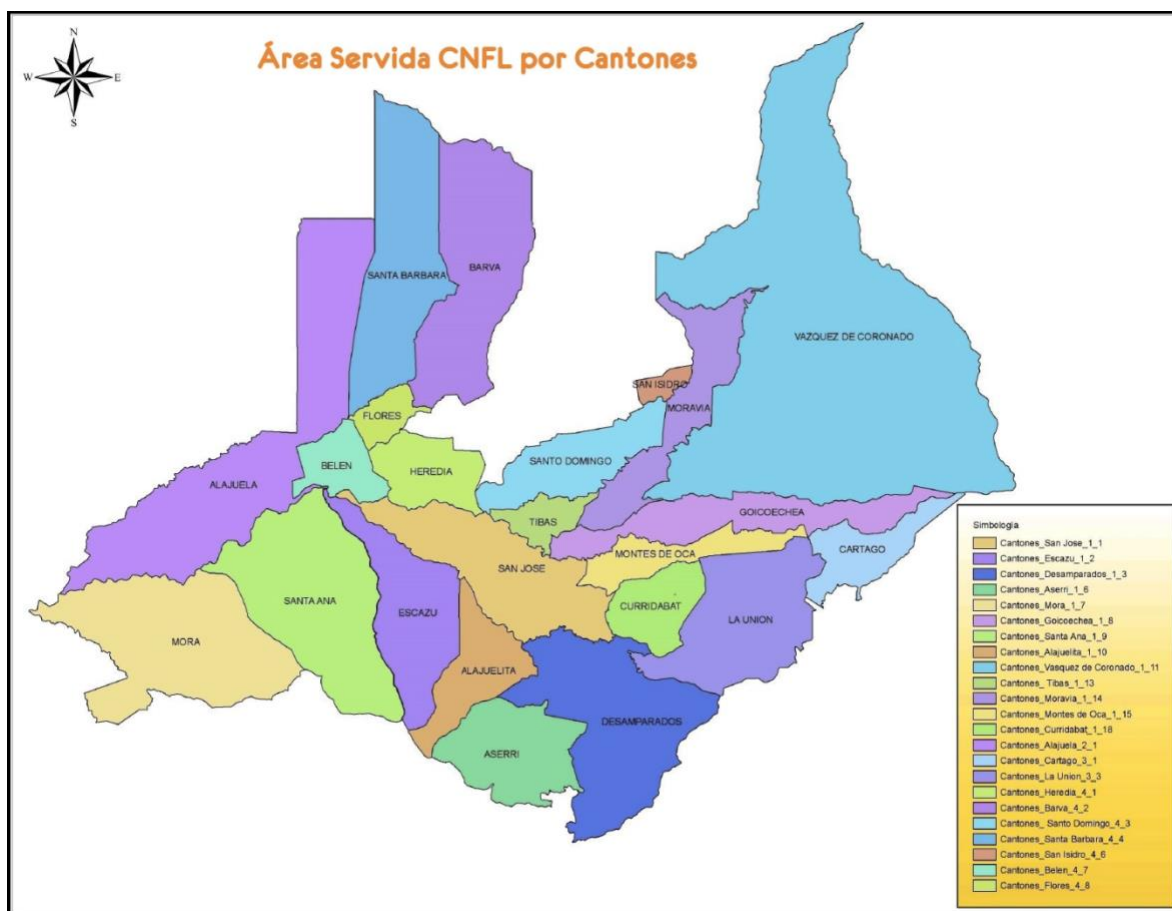 N
W
E
S
Área Servida CNFL por Cantones
SANTA BARBARA
BARVA
VAZQUEZ DE CORONADO
SAN ISIDRO
MORAVIA
FLORES
BELEN
HEREDIA
SANTO DOMINGO
ALAJUELA
TIBAS
GOICOECHEA
MONTES DE OCA
CARTAGO
SAN JOSE
SANTA ANA
ESCAZU
CURRIDABAT
LA UNION
MORA
ALAJUELITA
DESAMPARADOS
ASERRI
Simbología
Cantones_San Jose_1_1
Cantones_Escazu_1_2
Cantones_Desamparados_1_3
Cantones_Aserri_1_6
Cantones_Mora_1_7
Cantones_Goicoechea_1_8
Cantones_Santa Ana_1_9
Cantones_Alajuelita_1_10
Cantones_Vasquez de Coronado_1_11
Cantones_ Tibas_1_13
Cantones_Moravia_1_14
Cantones_Montes de Oca_1_15
Cantones_Curridabat_1_18
Cantones_Alajuela_2_1
Cantones_Cartago_3_1
Cantones_La Union_3_3
Cantones_Heredia_4_1
Cantones_Barva_4_2
Cantones_ Santo Domingo_4_3
Cantones_Santa Barbara_4_4
Cantones_San Isidro_4_6
Cantones_Belen_4_7
Cantones_Flores_4_8